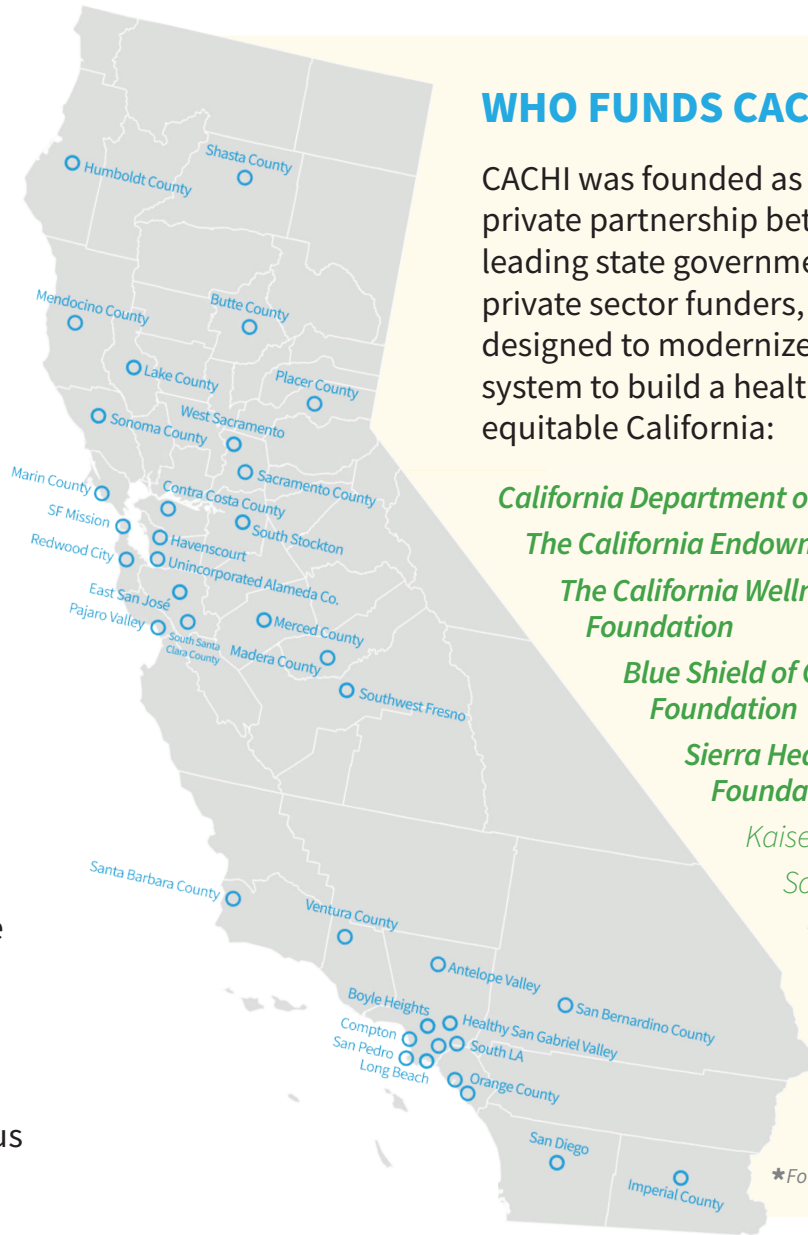 WHO FUNDS CAC
CACHI was founded as
private partnership bet
leading state governme
private sector funders,
designed to modernize
system to build a healt
equitable California:
California Department o
The California Endown
The California Welln
Foundation
Blue Shield of
Foundation
Sierra Hea
Founda
Kaise
*Fo
Humboldt County
Shasta County
Mendocino County
Butte County
Lake County
Placer County
West Sacramento
Sonoma County
Sacramento County
Marin County
Contra Costa County
SF Mission
South Stockton
Redwood City
Havenscourt
Unincorporated Alameda Co.
East San José
Pajaro Valley
South Santa
Clara County
Merced County
Madera County
Southwest Fresno
Santa Barbara County
Ventura County
Antelope Valley
San Bernardino County
Boyle Heights
Healthy San Gabriel Valley
Compton
South LA
San Pedro
Long Beach
Orange County
San Diego
Imperial County
e
us